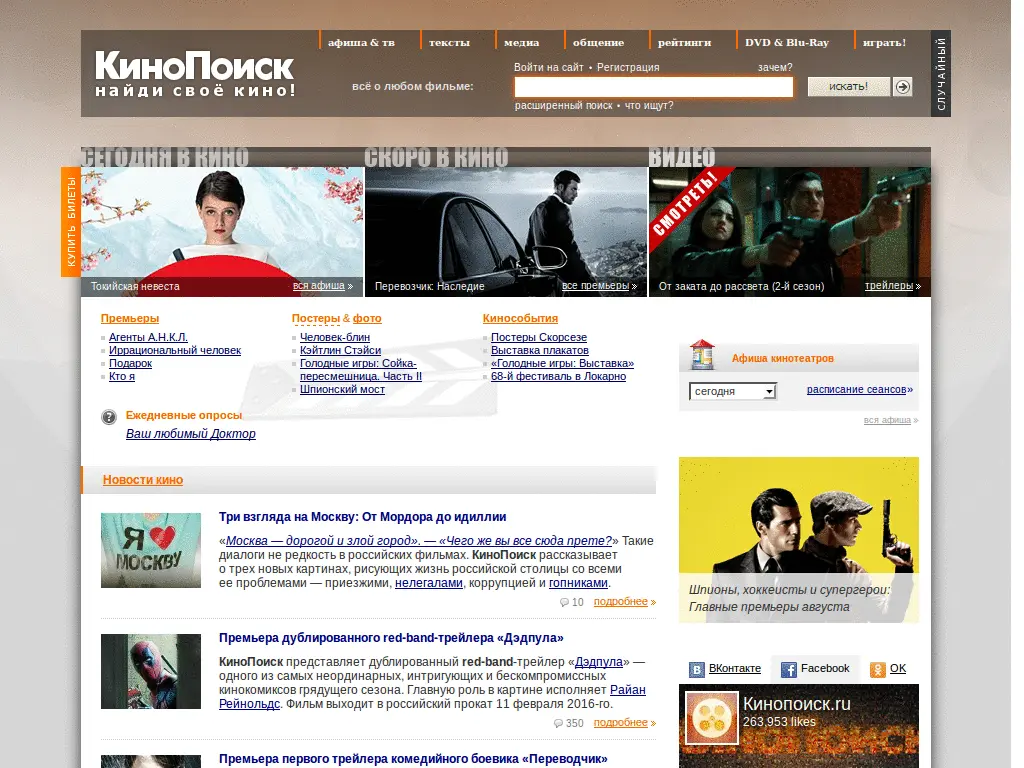 афиша & тв
тексты
медиа
общение
рейтинги
DVD & Blu-Ray
играть!
КиноПоиск
найди своё кино!
Войти на сайт • Регистрация
зачем?
всё о любом фильме:
искать!
расширенный поиск • что ищут?
СЛУЧАЙНЫЙ
СЕГОДНЯ В КИНО
СКОРО В КИНО
ВИДЕО
КУПИТЬ БИЛЕТЫ
СМОТРЕТЬ!
Токийская невеста
вся афиша »
Перевозчик: Наследие
все премьеры »
От заката до рассвета (2-й сезон)
трейлеры »
Премьеры
Агенты А.Н.К.Л.
Иррациональный человек
Подарок
Кто я
Постеры & фото
Человек-блин
Кэйтлин Стэйси
Голодные игры: Сойка-
пересмешница. Часть II
Шпионский мост
Кинособытия
Постеры Скорсезе
Выставка плакатов
«Голодные игры: Выставка»
68-й фестиваль в Локарно
Ежедневные опросы
Ваш любимый Доктор
Афиша кинотеатров
сегодня
расписание сеансов»
вся афиша »
Новости кино
Я
МОСКВУ
Три взгляда на Москву: От Мордора до идиллии
«Москва — дорогой и злой город». — «Чего же вы все сюда прете?» Такие
диалоги не редкость в российских фильмах. КиноПоиск рассказывает
о трех новых картинах, рисующих жизнь российской столицы со всеми
ее проблемами — приезжими, нелегалами, коррупцией и гопниками.
10 подробнее »
Премьера дублированного red-band-трейлера «Дэдпула»
КиноПоиск представляет дублированный red-band-трейлер «Дэдпула» —
одного из самых неординарных, интригующих и бескомпромиссных
кинокомиксов грядущего сезона. Главную роль в картине исполняет Райан
Рейнольдс. Фильм выходит в российский прокат 11 февраля 2016-го.
350 подробнее »
Премьера первого трейлера комедийного боевика «Переводчик»
Шпионы, хоккеисты и супергерои:
Главные премьеры августа
ВКонтакте
Facebook
OK
Кинопоиск.ru
263,953 likes